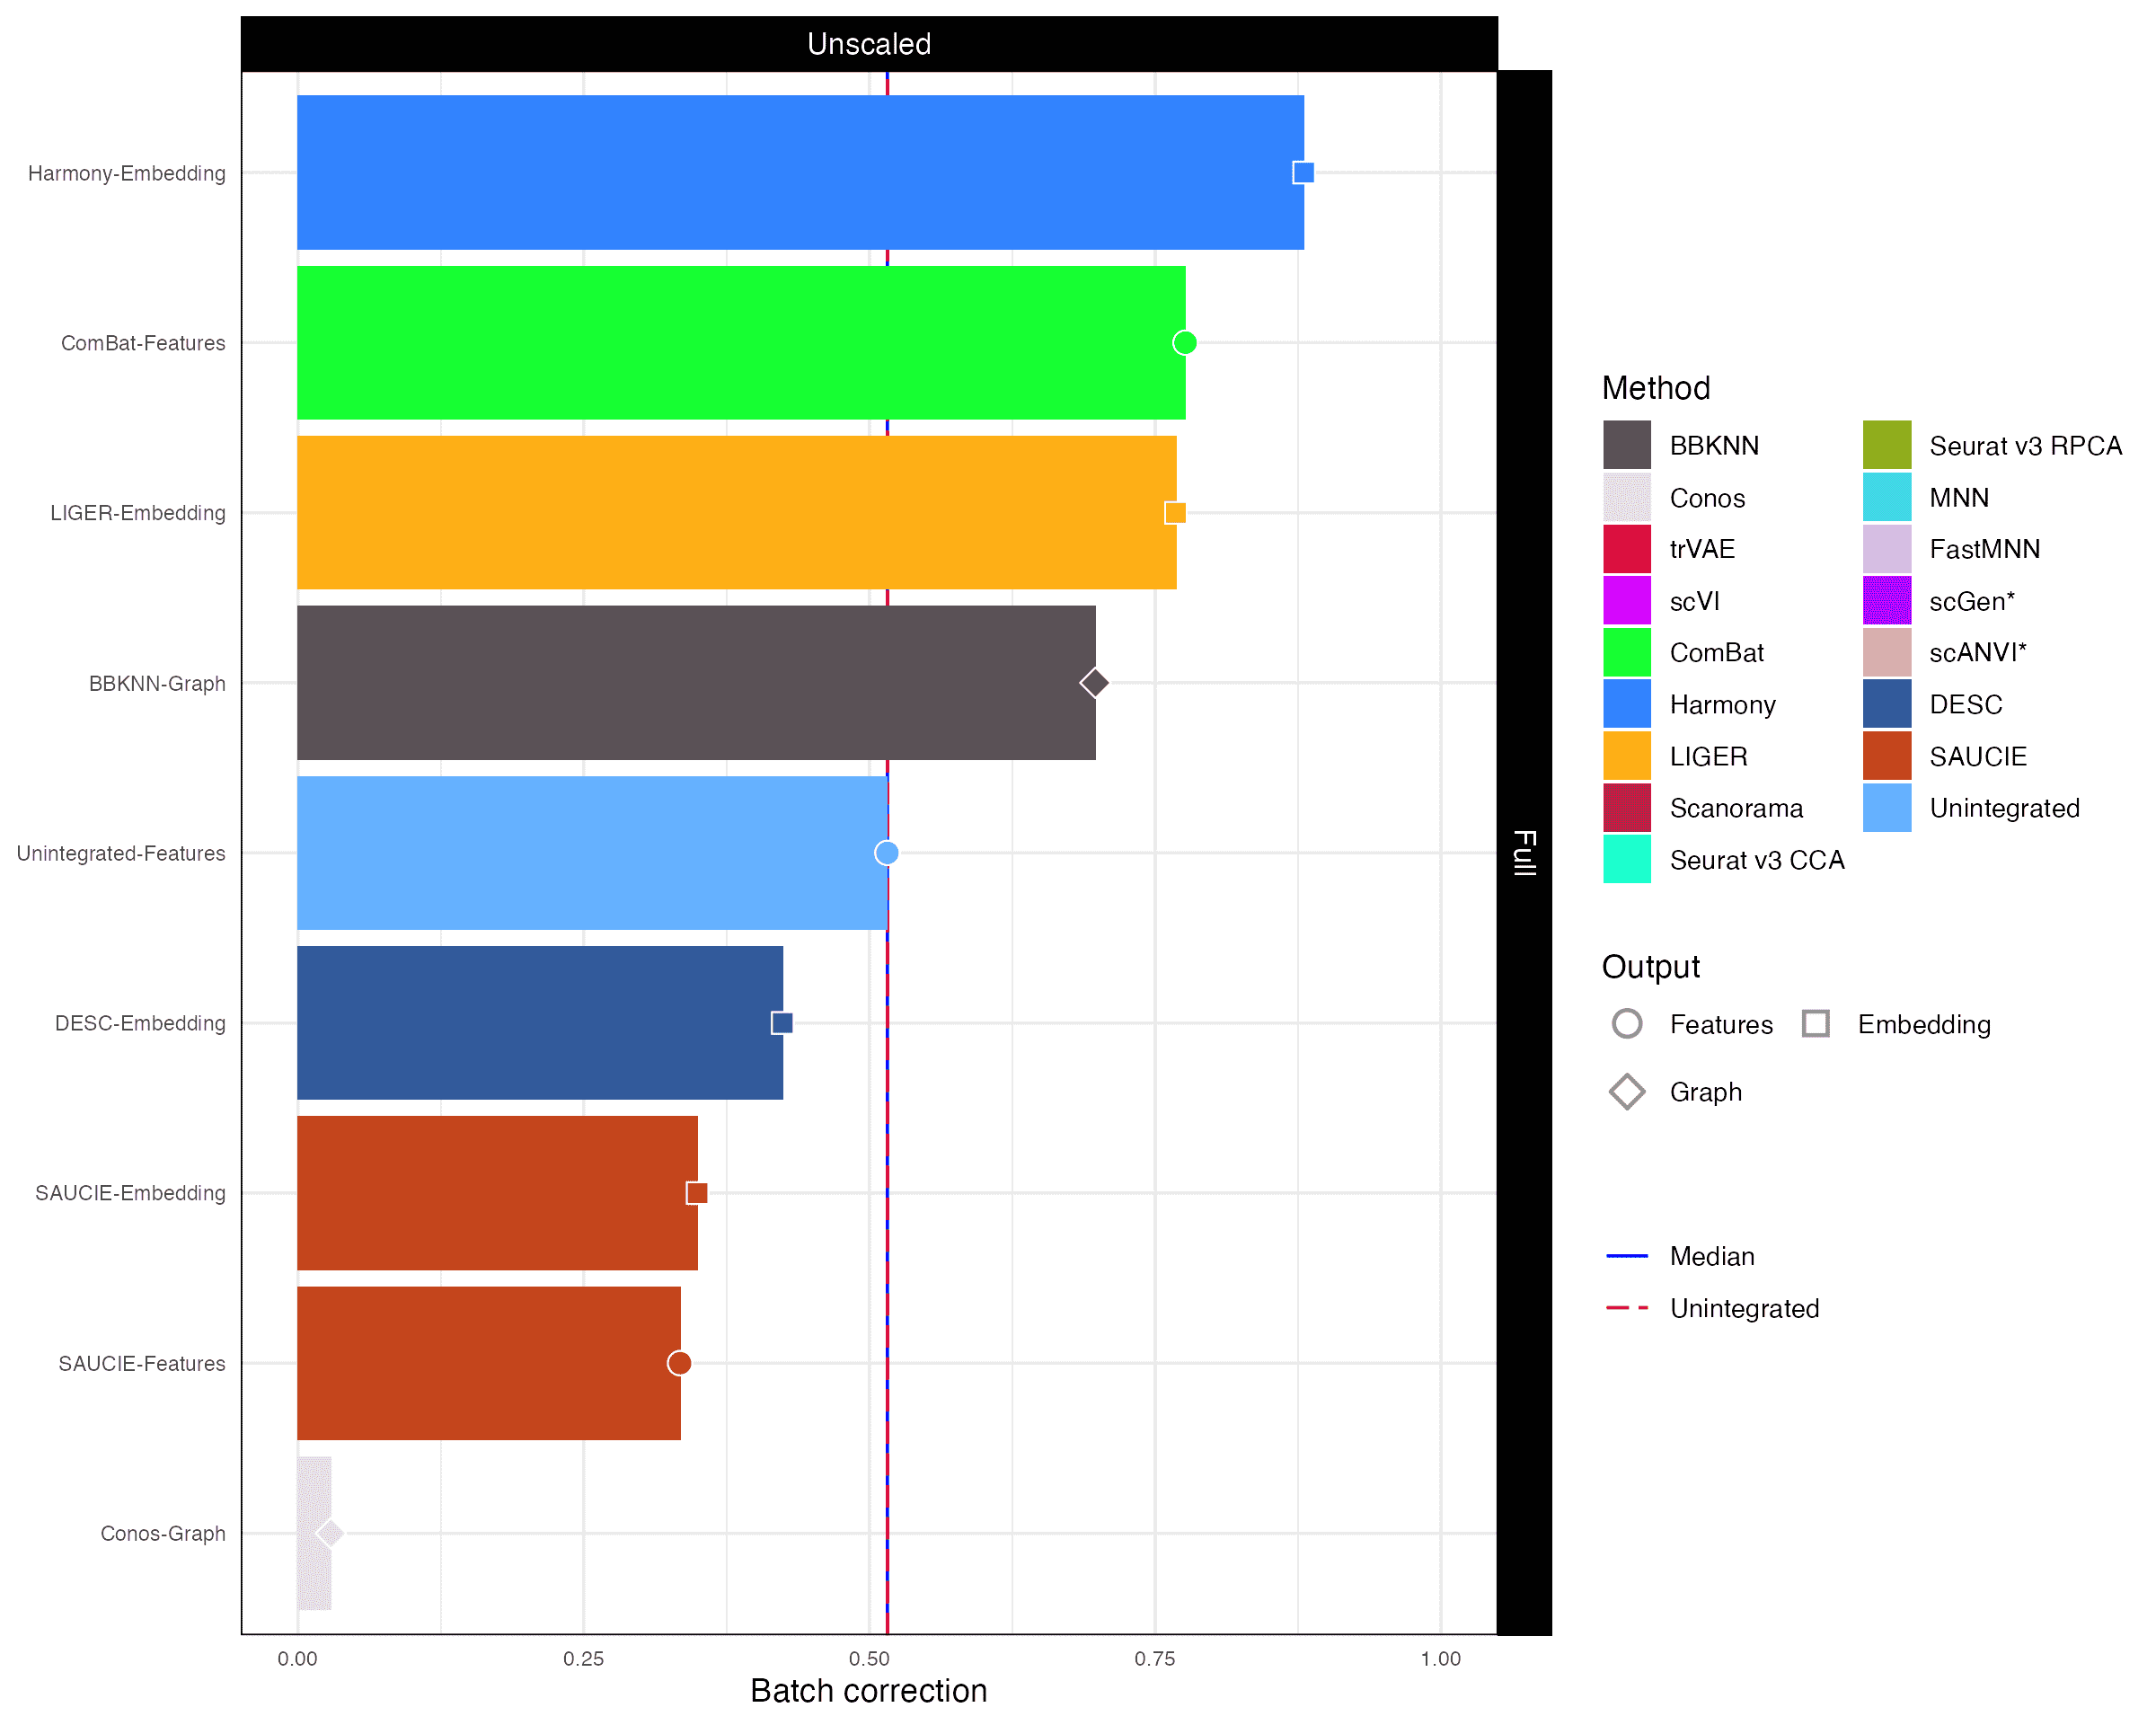 Unscaled
Harmony-Embedding
ComBat-Features
LIGER-Embedding
BBKNN-Graph
Unintegrated-Features
DESC-Embedding
SAUCIE-Embedding
SAUCIE-Features
Conos-Graph
0.00 0.25 0.50 0.75 1.00
Batch correction
Full
Method
BBKNN Seurat v3 RPCA
Conos MNN
trVAE FastMNN
scVI scGen*
ComBat scANVI*
Harmony DESC
LIGER SAUCIE
Scanorama Unintegrated
Seurat v3 CCA
Output
Features Embedding
Graph
Median
Unintegrated